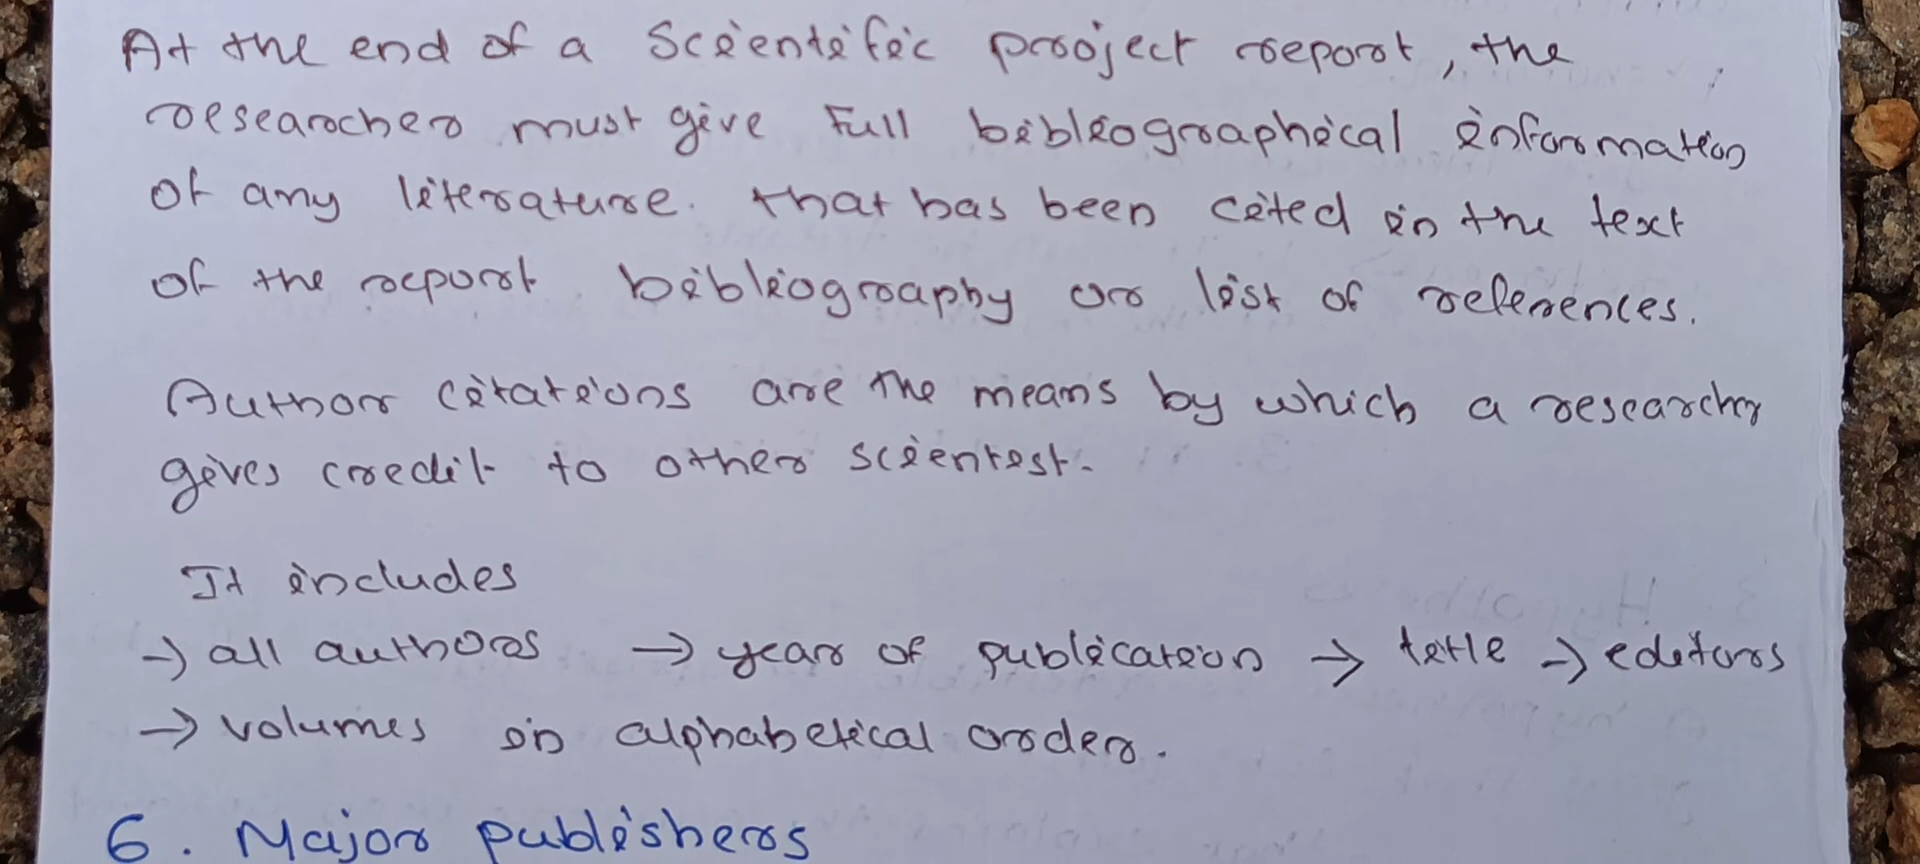 At the end of a Scientific project report, the
researcher must give Full bibliographical information
of any literature. that has been cited in the text
of the report bibliography or list of references.
Author citations are the means by which a researcher
gives credit to other scientist.
It includes
→ all authors → year of publication → title → editors
→ volumes in alphabetical order.
6. Major publishers